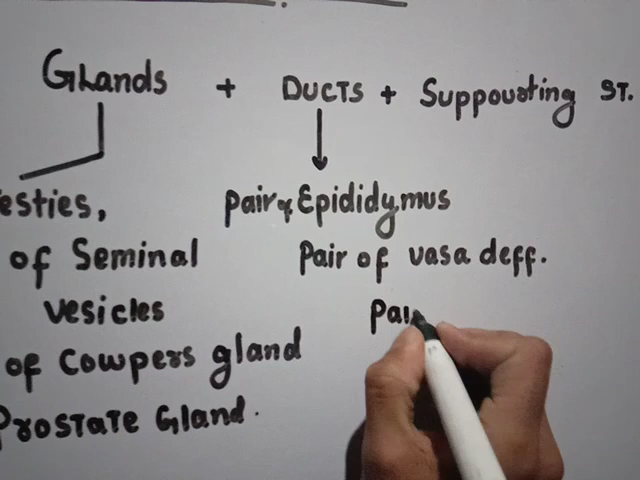 Glands + Ducts + Suppourting ST.
esties, Pair of Epididymus
of Seminal Pair of vasa deff.
vesicles Pai
of Cowpers gland
Prostate Gland.